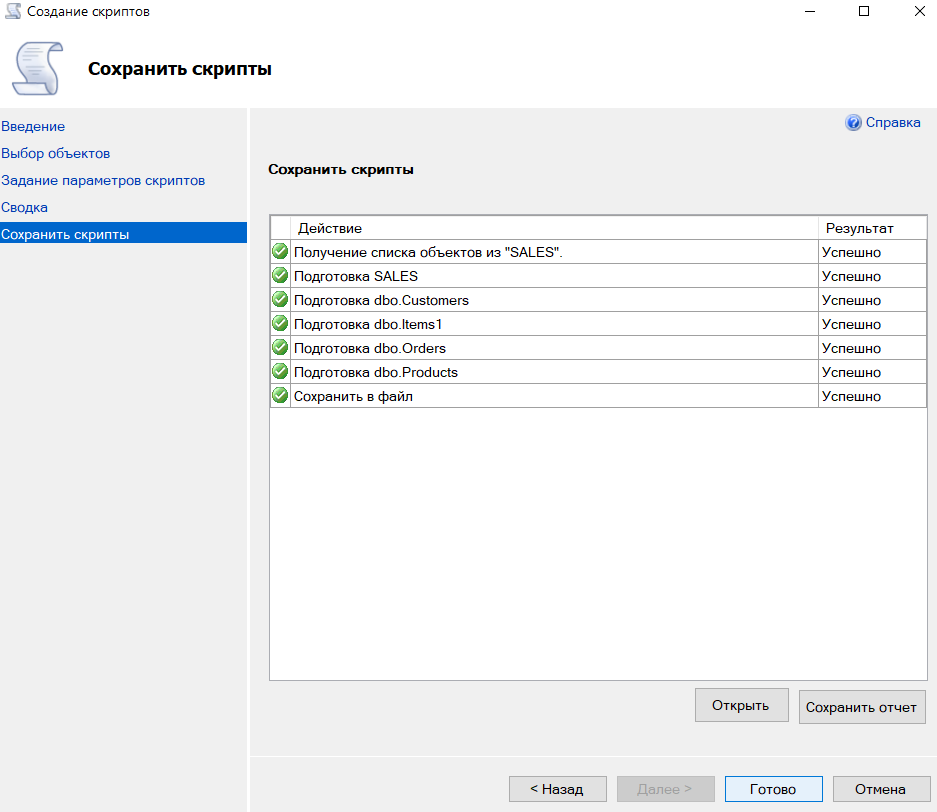 Создание скриптов
Сохранить скрипты
Введение
Выбор объектов
Задание параметров скриптов
Сводка
Сохранить скрипты
Справка
Сохранить скрипты
Действие Результат
Получение списка объектов из "SALES". Успешно
Подготовка SALES Успешно
Подготовка dbo.Customers Успешно
Подготовка dbo.Items1 Успешно
Подготовка dbo.Orders Успешно
Подготовка dbo.Products Успешно
Сохранить в файл Успешно
Открыть Сохранить отчет
< Назад Далее > Готово Отмена